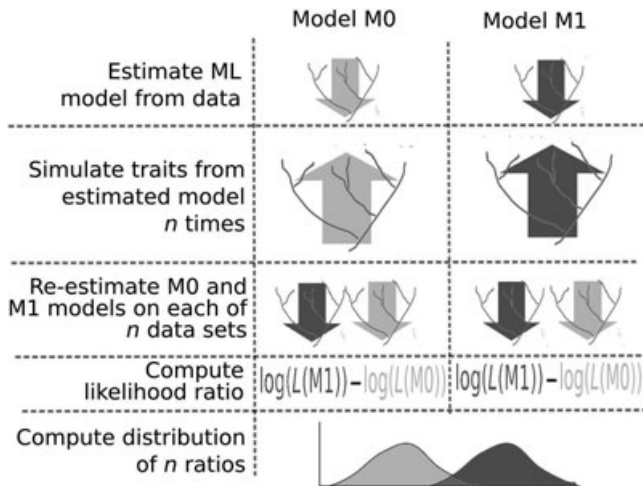 Model M0 Model M1
Estimate ML
model from data
Simulate traits from
estimated model
n times
Re-estimate M0 and
M1 models on each of
n data sets
Compute
likelihood ratio
log(L(M1))–log(L(M0)) log(L(M1))–log(L(M0))
Compute distribution
of n ratios